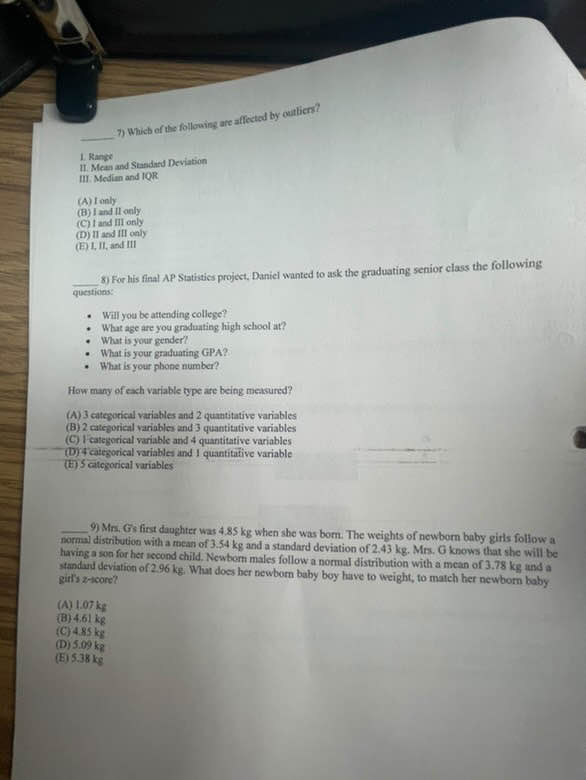 _____ 7) Which of the following are affected by outliers?
I. Range
II. Mean and Standard Deviation
III. Median and IQR
(A) I only
(B) I and II only
(C) I and III only
(D) II and III only
(E) I, II, and III
_____ 8) For his final AP Statistics project, Daniel wanted to ask the graduating senior class the following
questions:
• Will you be attending college?
• What age are you graduating high school at?
• What is your gender?
• What is your graduating GPA?
• What is your phone number?
How many of each variable type are being measured?
(A) 3 categorical variables and 2 quantitative variables
(B) 2 categorical variables and 3 quantitative variables
(C) 1 categorical variable and 4 quantitative variables
(D) 4 categorical variables and 1 quantitative variable
(E) 5 categorical variables
_____ 9) Mrs. G's first daughter was 4.85 kg when she was born. The weights of newborn baby girls follow a
normal distribution with a mean of 3.54 kg and a standard deviation of 2.43 kg. Mrs. G knows that she will be
having a son for her second child. Newborn males follow a normal distribution with a mean of 3.78 kg and a
standard deviation of 2.96 kg. What does her newborn baby boy have to weight, to match her newborn baby
girl's z-score?
(A) 1.07 kg
(B) 4.61 kg
(C) 4.85 kg
(D) 5.09 kg
(E) 5.38 kg